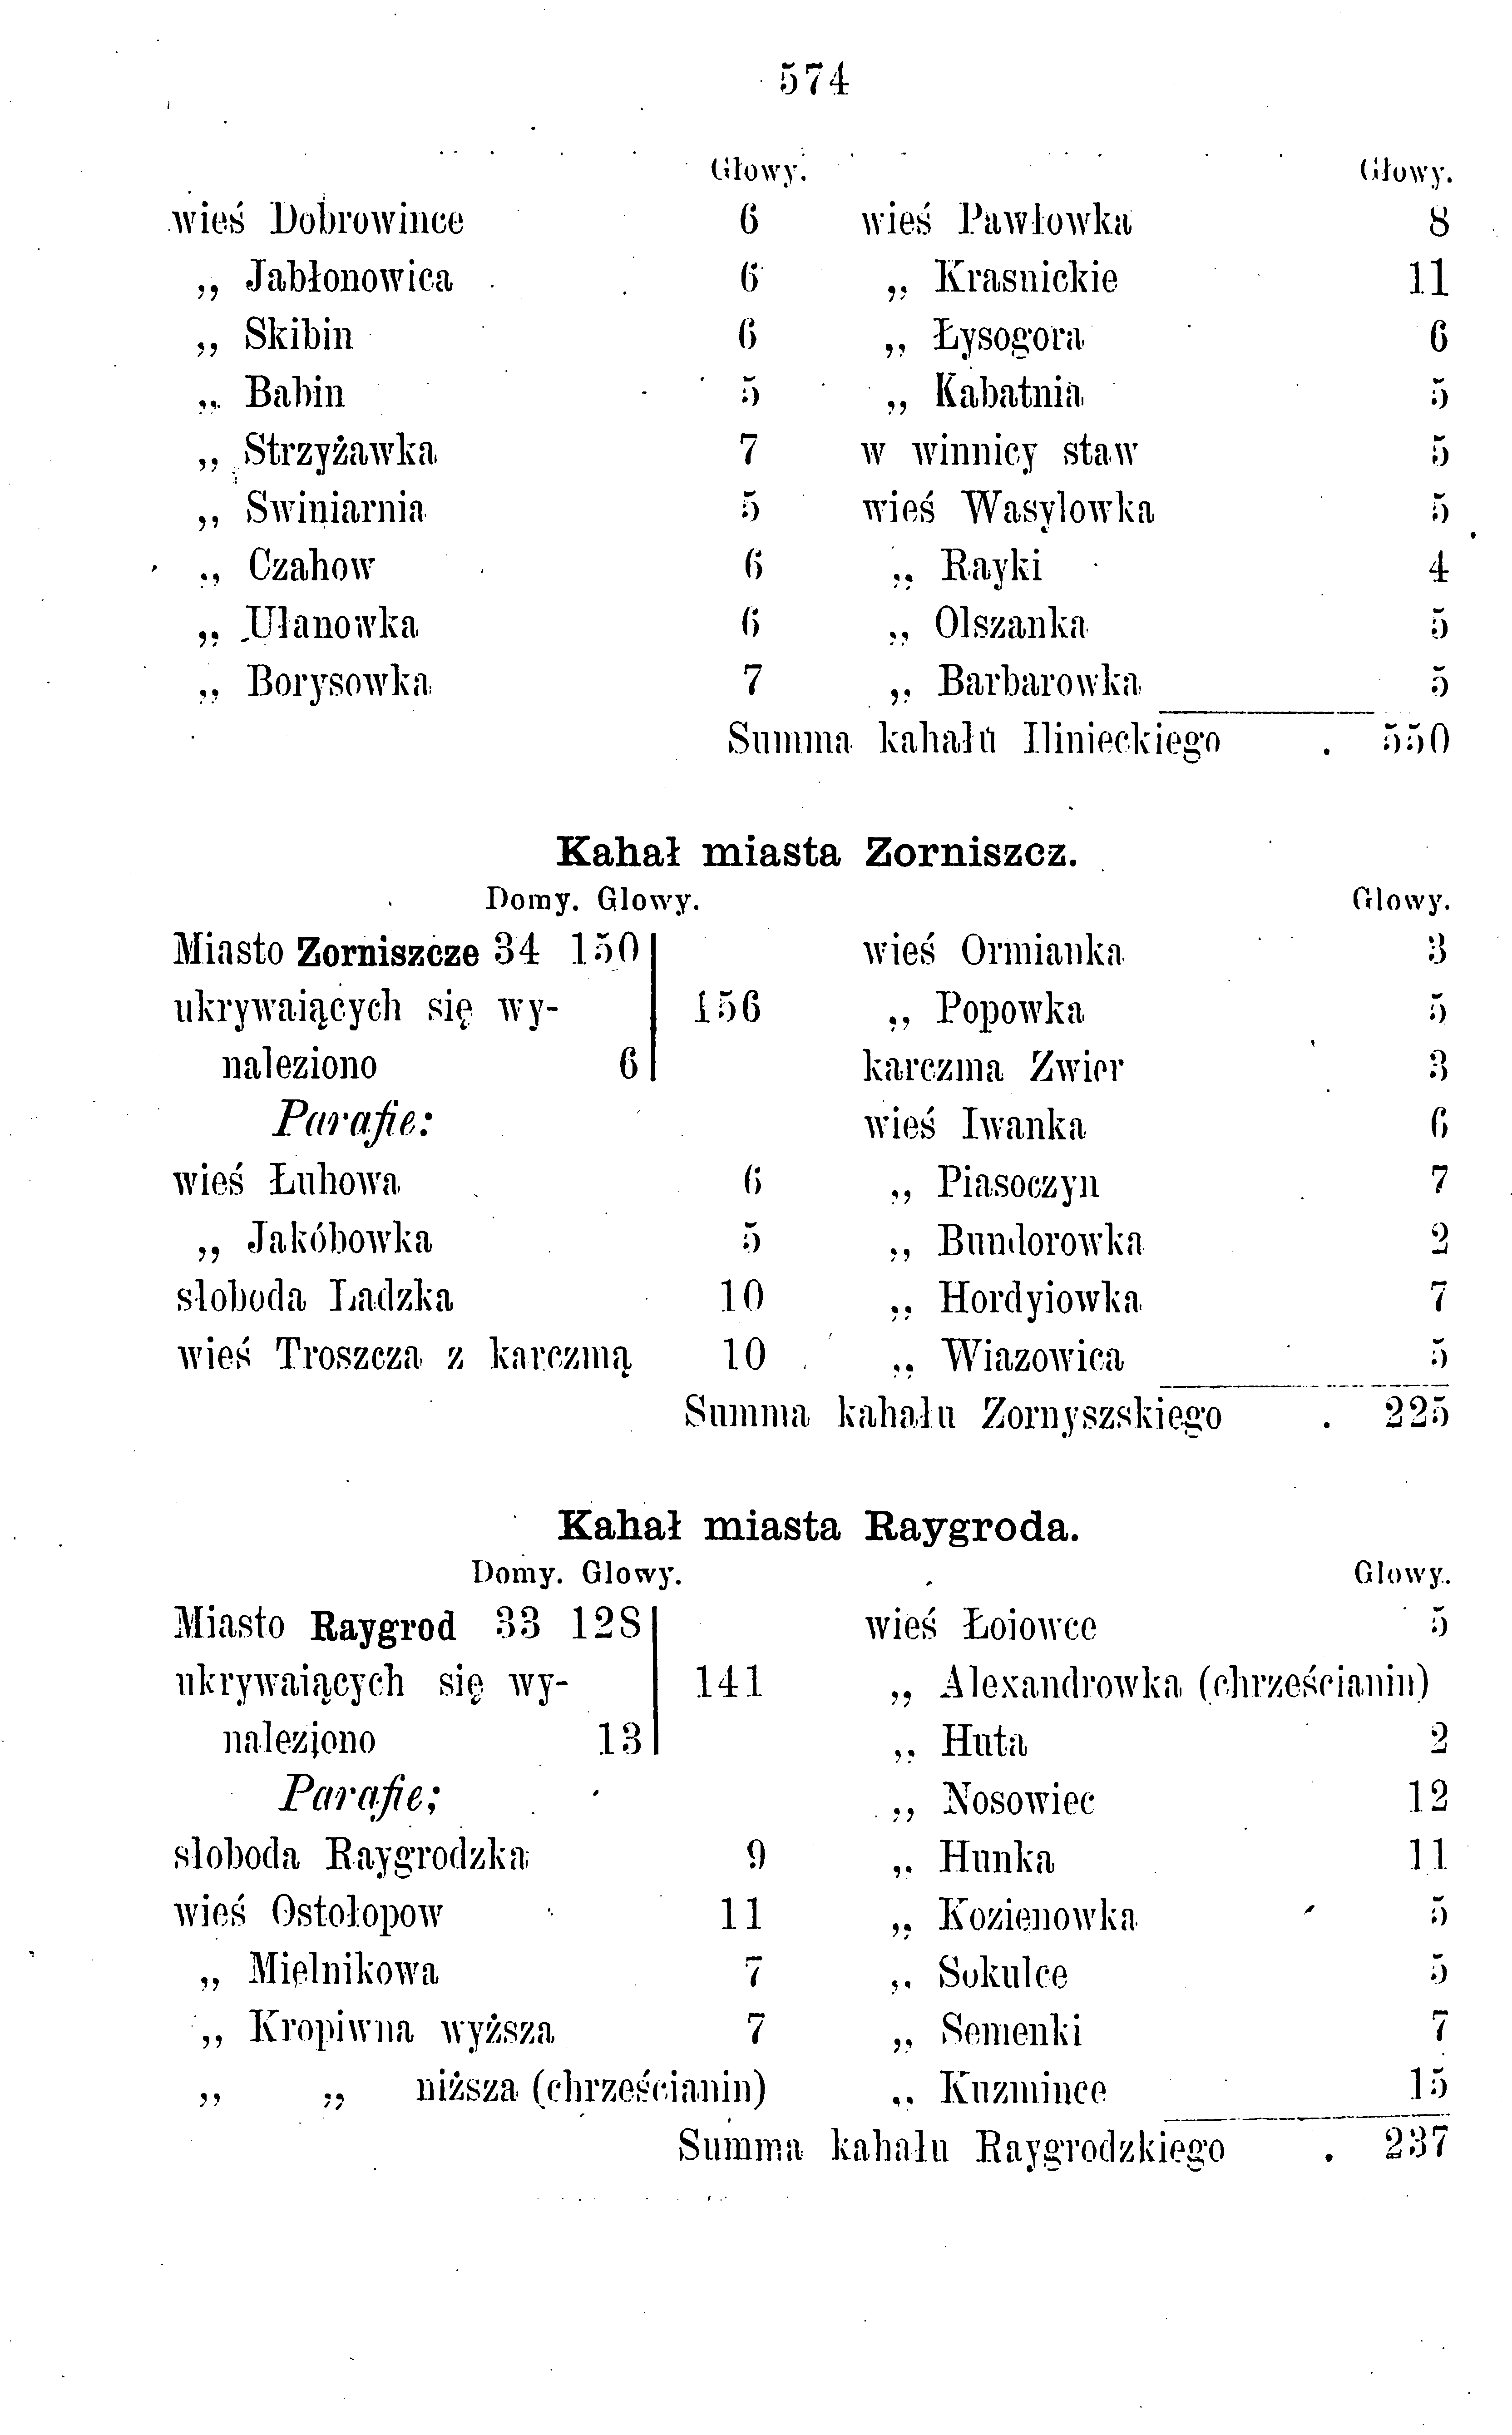 574
Głowy. Głowy.
wieś Dobrowince 6 wieś Pawłowka 8
„ Jabłonowica 6 „ Krasnickie 11
„ Skibin 6 „ Łysogora 6
„ Babin 5 „ Kabatnia 5
„ Strzyżawka 7 w winnicy staw 5
„ Swiniarnia 5 wieś Wasylowka 5
„ Czahow 6 „ Rayki 4
„ Ułanowka 6 „ Olszanka 5
„ Borysowka 7 „ Barbarowka 5
Summa kahału Ilinieckiego . 550
Kahał miasta Zorniszcz.
Domy. Głowy. Głowy.
Miasto Zorniszcze 34 150 wieś Ormianka 3
ukrywaiących się wy- 156 „ Popowka 5
naleziono 6 karczma Zwier 3
Parafie: wieś Iwanka 6
wieś Łuhowa 6 „ Piasoczyn 7
„ Jakóbowka 5 „ Bundorowka 2
słoboda Ladzka 10 „ Hordyiowka 7
wieś Troszcza z karczmą 10 „ Wiazowica 5
Summa kahału Zornyszskiego . 225
Kahał miasta Raygroda.
Domy. Głowy. Głowy.
Miasto Raygrod 33 128 wieś Łoiowce 5
ukrywaiących się wy- 141 „ Alexandrowka (chrześcianin)
naleziono 13 „ Huta 2
Parafie: „ Nosowiec 12
słoboda Raygrodzka 9 „ Hunka 11
wieś Ostołopow 11 „ Kozienowka 5
„ Mielnikowa 7 „ Sokulce 5
„ Kropiwna wyższa 7 „ Semenki 7
„ „ niższa (chrześcianin) „ Kuzmince 15
Summa kahału Raygrodzkiego . 237